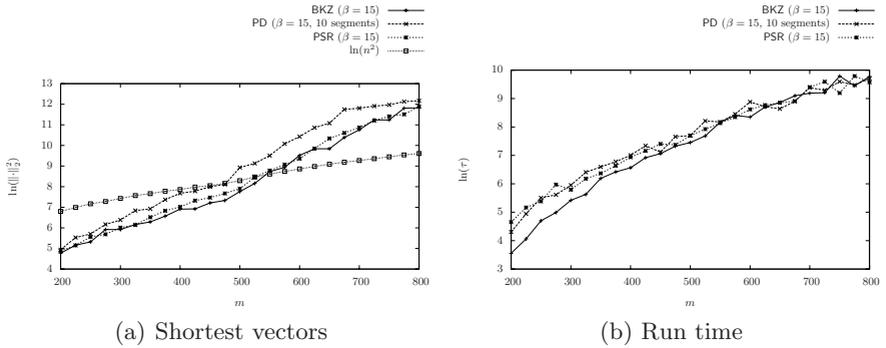 BKZ (β = 15)
PD (β = 15, 10 segments)
PSR (β = 15)
ln(n²)
13
12
11
10
9
8
7
6
5
4
200 300 400 500 600 700 800
ln(||·||₂²)
m
(a) Shortest vectors
BKZ (β = 15)
PD (β = 15, 10 segments)
PSR (β = 15)
10
9
8
7
6
5
4
3
200 300 400 500 600 700 800
ln(τ)
m
(b) Run time